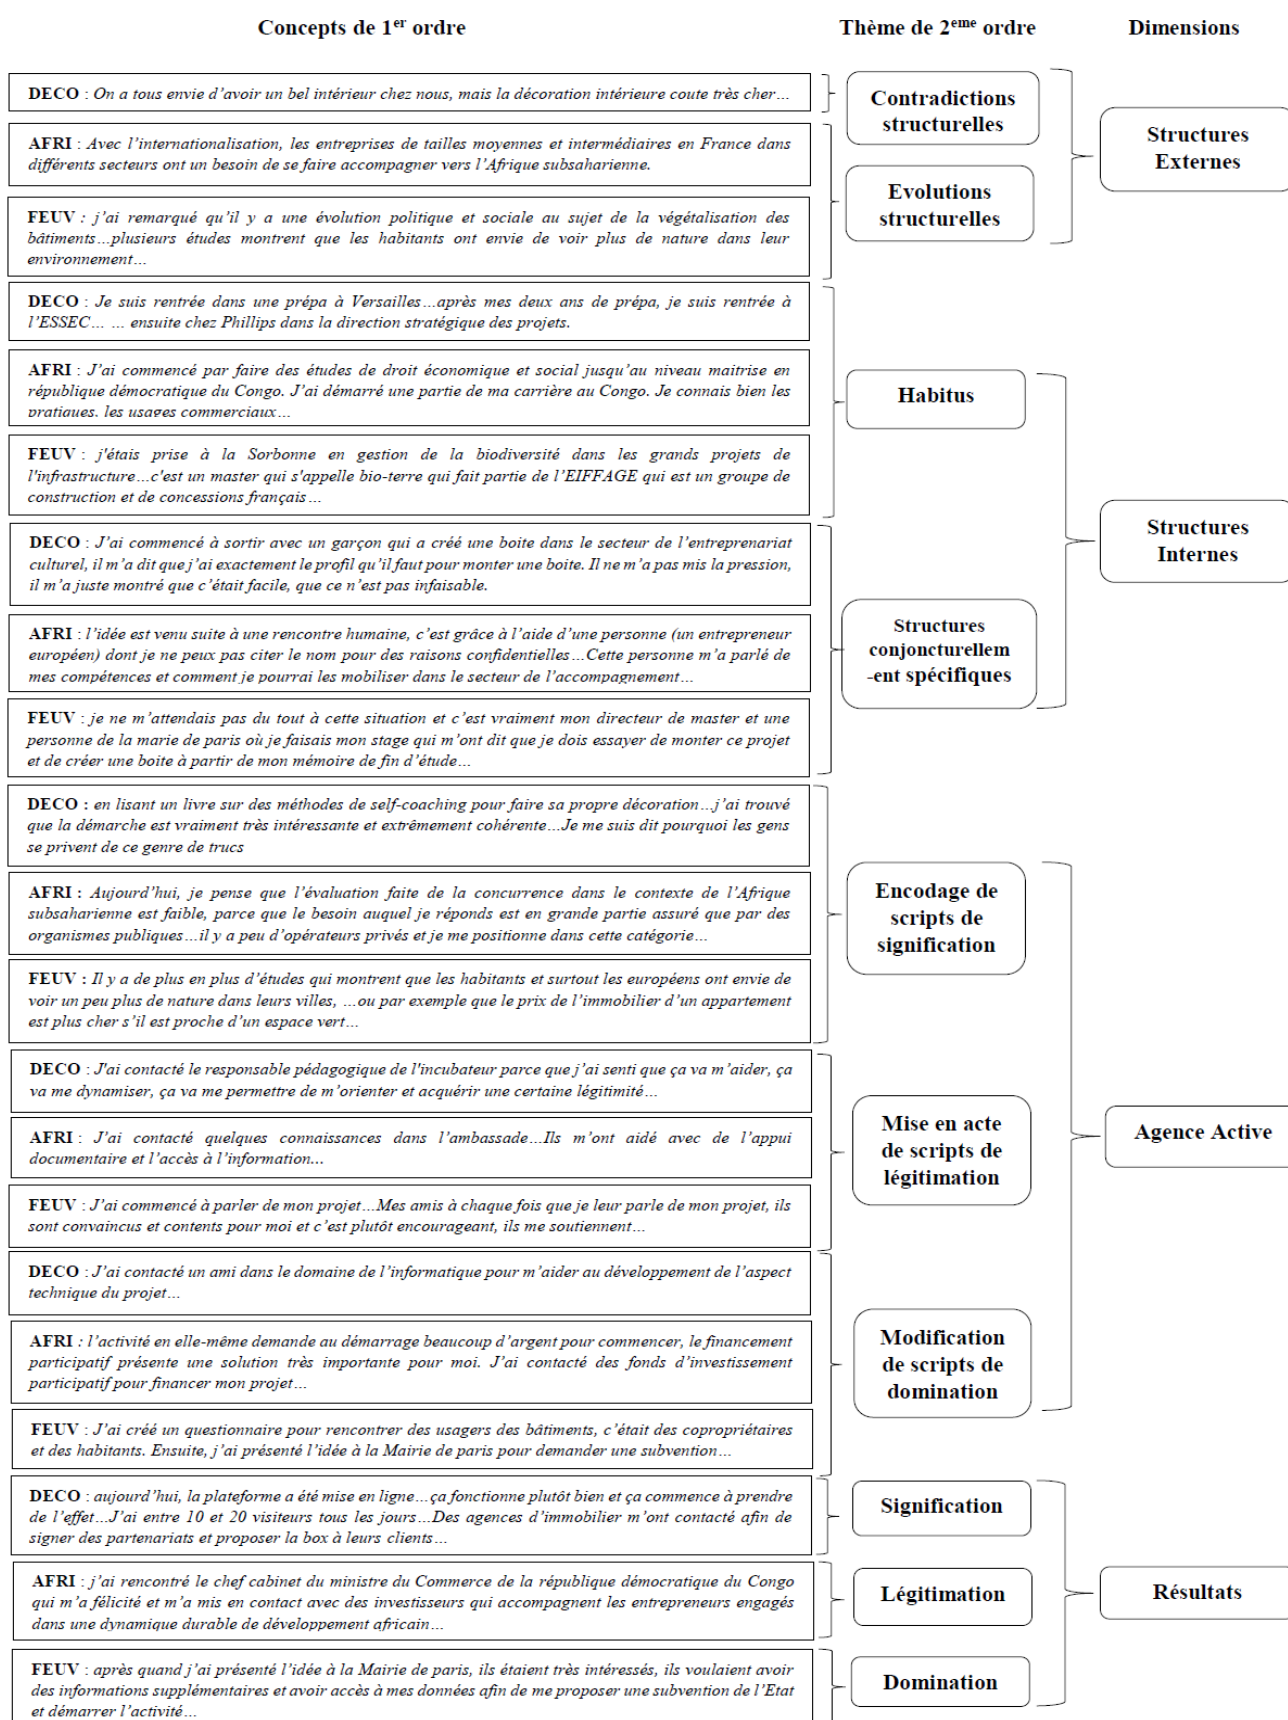 Concepts de 1er ordre
Thème de 2eme ordre
Dimensions
DECO : On a tous envie d'avoir un bel intérieur chez nous, mais la décoration intérieure coute très cher…
Contradictions
structurelles
AFRI : Avec l'internationalisation, les entreprises de tailles moyennes et intermédiaires en France dans
différents secteurs ont un besoin de se faire accompagner vers l'Afrique subsaharienne.
FEUV : j'ai remarqué qu'il y a une évolution politique et sociale au sujet de la végétalisation des
bâtiments…plusieurs études montrent que les habitants ont envie de voir plus de nature dans leur
environnement…
Evolutions
structurelles
Structures
Externes
DECO : Je suis rentrée dans une prépa à Versailles…après mes deux ans de prépa, je suis rentrée à
l'ESSEC… … ensuite chez Phillips dans la direction stratégique des projets.
AFRI : J'ai commencé par faire des études de droit économique et social jusqu'au niveau maitrise en
république démocratique du Congo. J'ai démarré une partie de ma carrière au Congo. Je connais bien les
pratiques, les usages commerciaux…
FEUV : j'étais prise à la Sorbonne en gestion de la biodiversité dans les grands projets de
l'infrastructure…c'est un master qui s'appelle bio-terre qui fait partie de l'EIFFAGE qui est un groupe de
construction et de concessions français…
Habitus
DECO : J'ai commencé à sortir avec un garçon qui a créé une boite dans le secteur de l'entreprenariat
culturel, il m'a dit que j'ai exactement le profil qu'il faut pour monter une boite. Il ne m'a pas mis la pression,
il m'a juste montré que c'était facile, que ce n'est pas infaisable.
AFRI : l'idée est venu suite à une rencontre humaine, c'est grâce à l'aide d'une personne (un entrepreneur
européen) dont je ne peux pas citer le nom pour des raisons confidentielles…Cette personne m'a parlé de
mes compétences et comment je pourrai les mobiliser dans le secteur de l'accompagnement…
FEUV : je ne m'attendais pas du tout à cette situation et c'est vraiment mon directeur de master et une
personne de la marie de paris où je faisais mon stage qui m'ont dit que je dois essayer de monter ce projet
et de créer une boite à partir de mon mémoire de fin d'étude…
Structures
conjoncturellem
-ent spécifiques
Structures
Internes
DECO : en lisant un livre sur des méthodes de self-coaching pour faire sa propre décoration…j'ai trouvé
que la démarche est vraiment très intéressante et extrêmement cohérente…Je me suis dit pourquoi les gens
se privent de ce genre de trucs
AFRI : Aujourd'hui, je pense que l'évaluation faite de la concurrence dans le contexte de l'Afrique
subsaharienne est faible, parce que le besoin auquel je réponds est en grande partie assuré que par des
organismes publiques…il y a peu d'opérateurs privés et je me positionne dans cette catégorie…
FEUV : Il y a de plus en plus d'études qui montrent que les habitants et surtout les européens ont envie de
voir un peu plus de nature dans leurs villes, …ou par exemple que le prix de l'immobilier d'un appartement
est plus cher s'il est proche d'un espace vert…
Encodage de
scripts de
signification
DECO : J'ai contacté le responsable pédagogique de l'incubateur parce que j'ai senti que ça va m'aider, ça
va me dynamiser, ça va me permettre de m'orienter et acquérir une certaine légitimité…
AFRI : J'ai contacté quelques connaissances dans l'ambassade…Ils m'ont aidé avec de l'appui
documentaire et l'accès à l'information...
FEUV : J'ai commencé à parler de mon projet…Mes amis à chaque fois que je leur parle de mon projet, ils
sont convaincus et contents pour moi et c'est plutôt encourageant, ils me soutiennent…
Mise en acte
de scripts de
légitimation
DECO : J'ai contacté un ami dans le domaine de l'informatique pour m'aider au développement de l'aspect
technique du projet…
AFRI : l'activité en elle-même demande au démarrage beaucoup d'argent pour commencer, le financement
participatif présente une solution très importante pour moi. J'ai contacté des fonds d'investissement
participatif pour financer mon projet…
FEUV : J'ai créé un questionnaire pour rencontrer des usagers des bâtiments, c'était des copropriétaires
et des habitants. Ensuite, j'ai présenté l'idée à la Mairie de paris pour demander une subvention…
Modification
de scripts de
domination
Agence Active
DECO : aujourd'hui, la plateforme a été mise en ligne…ça fonctionne plutôt bien et ça commence à prendre
de l'effet…J'ai entre 10 et 20 visiteurs tous les jours…Des agences d'immobilier m'ont contacté afin de
signer des partenariats et proposer la box à leurs clients…
Signification
AFRI : j'ai rencontré le chef cabinet du ministre du Commerce de la république démocratique du Congo
qui m'a félicité et m'a mis en contact avec des investisseurs qui accompagnent les entrepreneurs engagés
dans une dynamique durable de développement africain…
Légitimation
FEUV : après quand j'ai présenté l'idée à la Mairie de paris, ils étaient très intéressés, ils voulaient avoir
des informations supplémentaires et avoir accès à mes données afin de me proposer une subvention de l'Etat
et démarrer l'activité…
Domination
Résultats